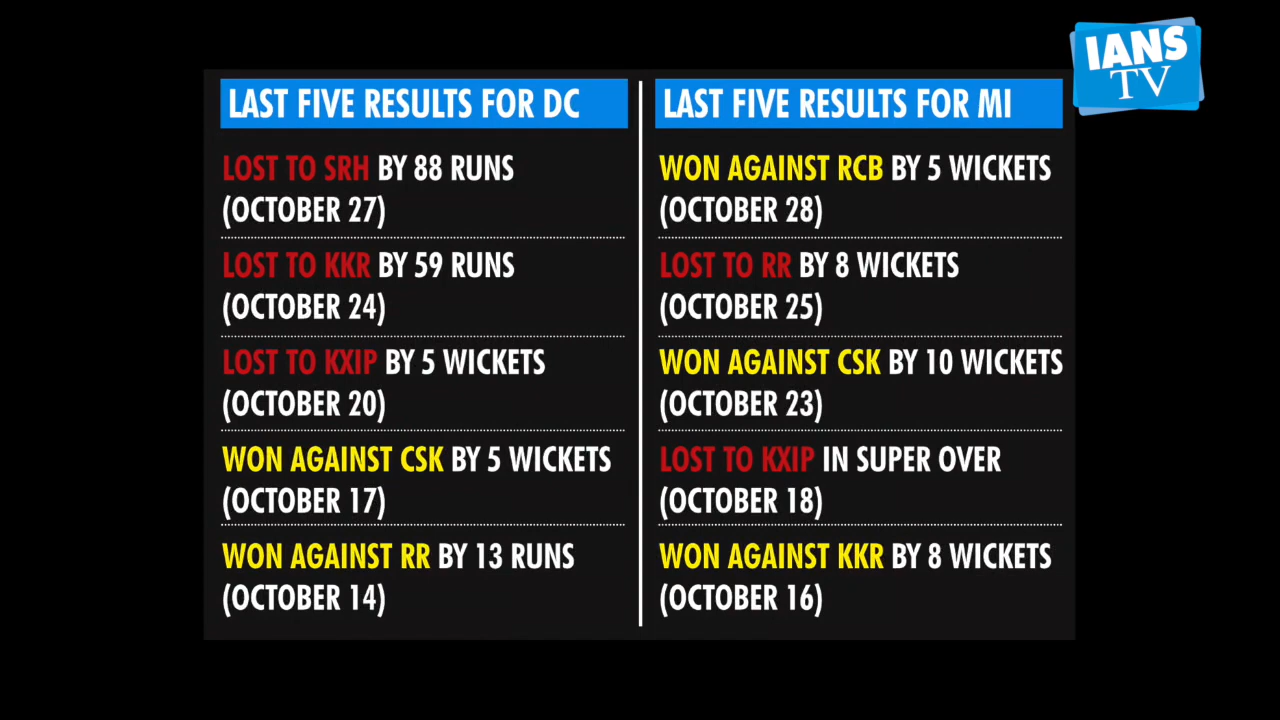 IANS
TV
LAST FIVE RESULTS FOR DC
LOST TO SRH BY 88 RUNS
(OCTOBER 27)
LOST TO KKR BY 59 RUNS
(OCTOBER 24)
LOST TO KXIP BY 5 WICKETS
(OCTOBER 20)
WON AGAINST CSK BY 5 WICKETS
(OCTOBER 17)
WON AGAINST RR BY 13 RUNS
(OCTOBER 14)
LAST FIVE RESULTS FOR MI
WON AGAINST RCB BY 5 WICKETS
(OCTOBER 28)
LOST TO RR BY 8 WICKETS
(OCTOBER 25)
WON AGAINST CSK BY 10 WICKETS
(OCTOBER 23)
LOST TO KXIP IN SUPER OVER
(OCTOBER 18)
WON AGAINST KKR BY 8 WICKETS
(OCTOBER 16)